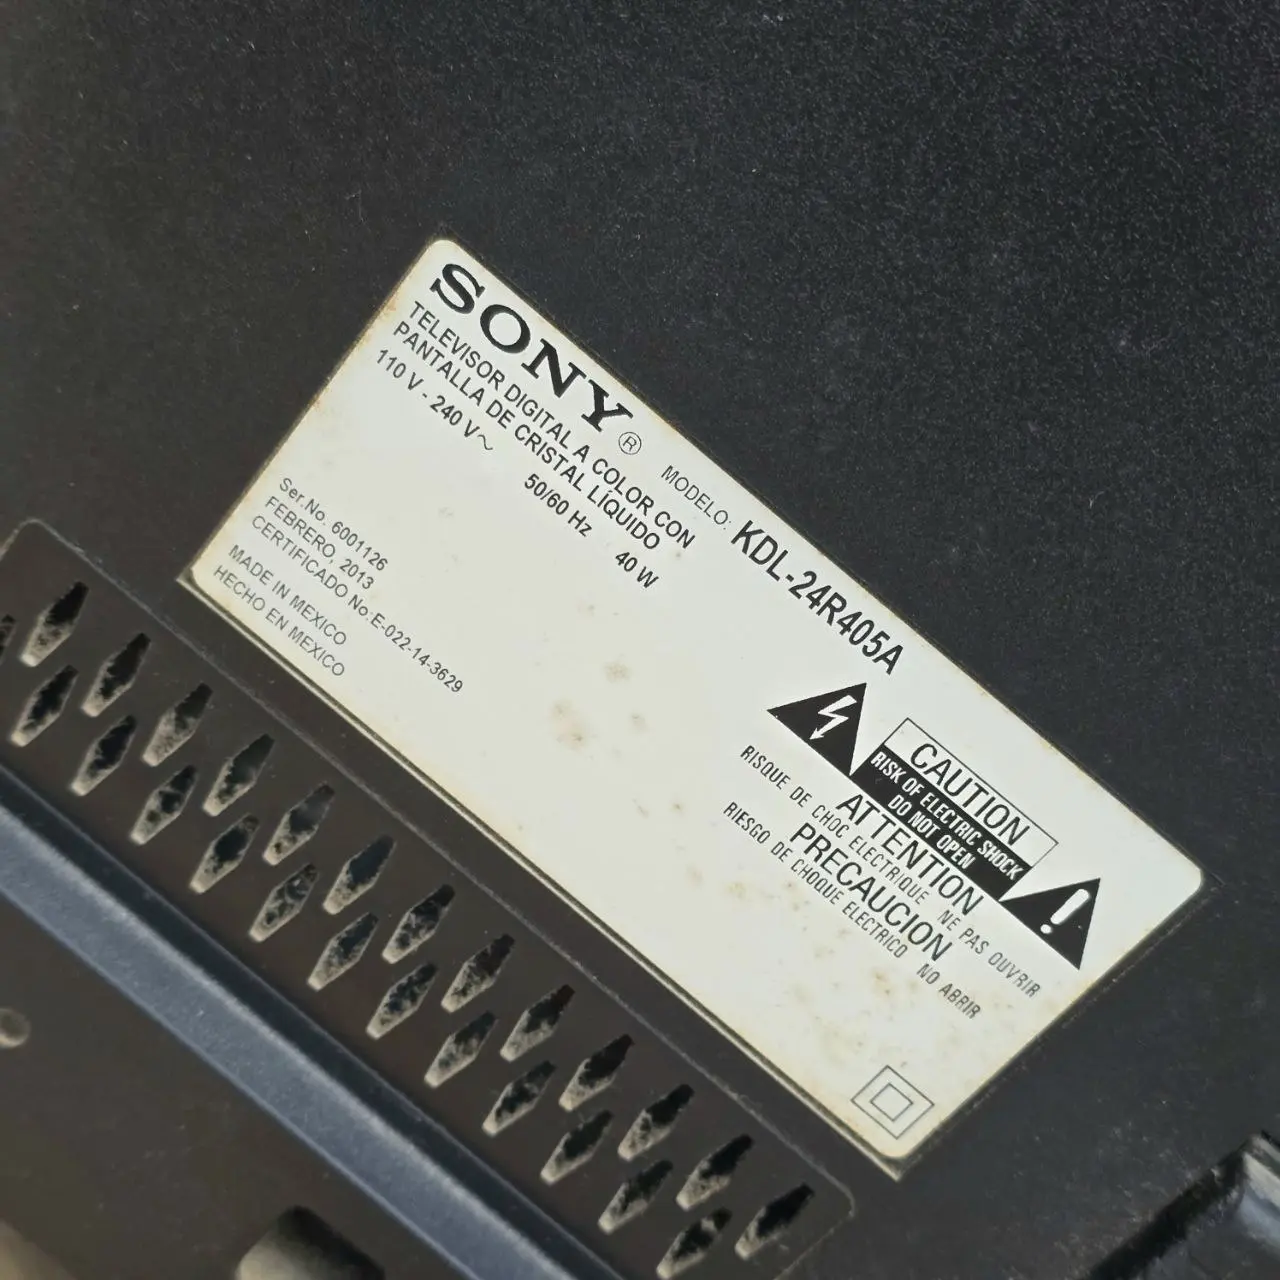 SONY®
MODELO: KDL-24R405A
TELEVISOR DIGITAL A COLOR CON
PANTALLA DE CRISTAL LÍQUIDO
110 V - 240 V~ 50/60 Hz 40 W
Ser.No. 6001126
FEBRERO 2013
CERTIFICADO No:E-022-14-3629
MADE IN MEXICO
HECHO EN MEXICO
CAUTION
RISK OF ELECTRIC SHOCK
DO NOT OPEN
ATTENTION
RISQUE DE CHOC ELECTRIQUE NE PAS OUVRIR
PRECAUCION
RIESGO DE CHOQUE ELECTRICO NO ABRIR